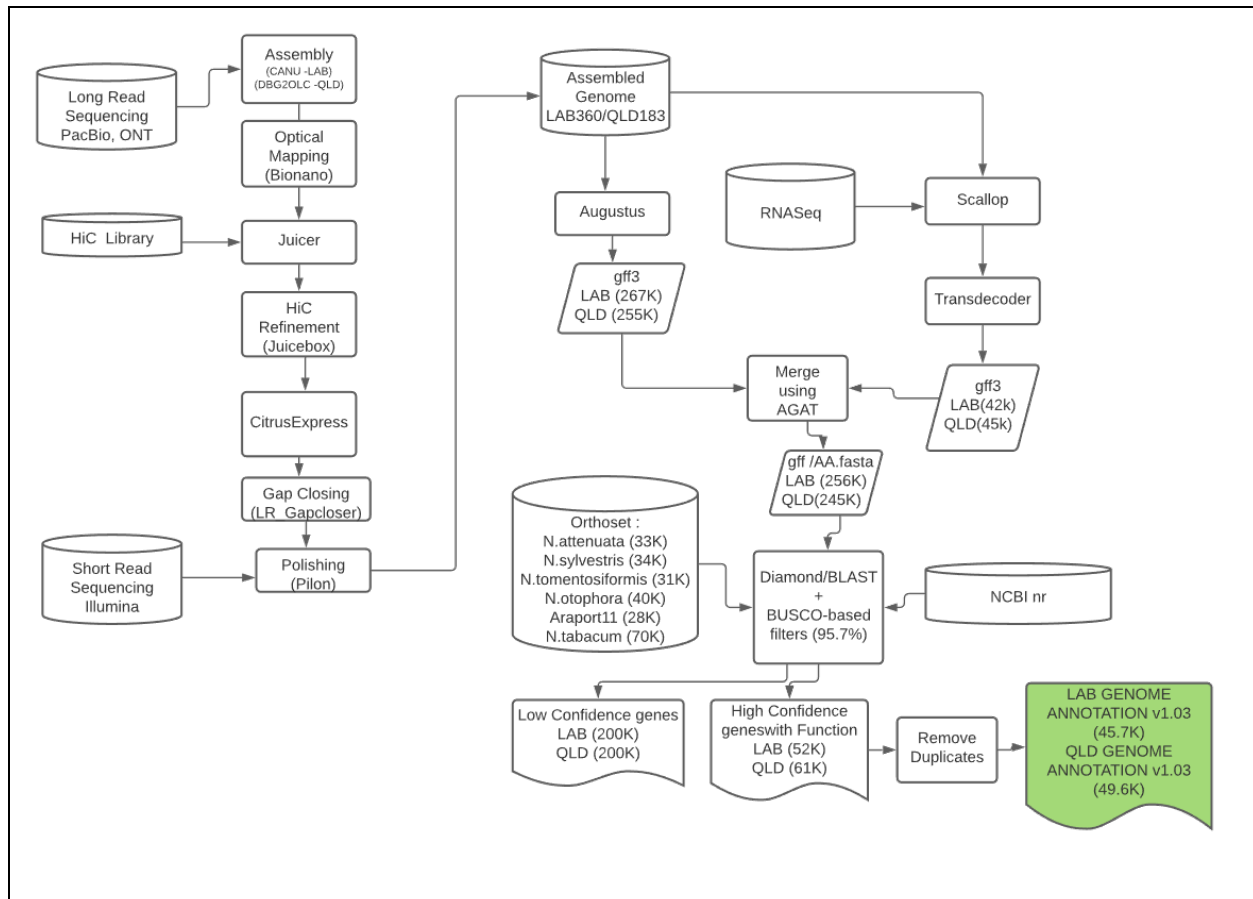 Long Read
Sequencing
PacBio, ONT
Assembly
(CANU -LAB)
(DBG2OLC -QLD)
Optical
Mapping
(Bionano)
HiC Library
Juicer
HiC
Refinement
(Juicebox)
CitrusExpress
Gap Closing
(LR_Gapcloser)
Short Read
Sequencing
Illumina
Polishing
(Pilon)
Assembled
Genome
LAB360/QLD183
Augustus
gff3
LAB (267K)
QLD (255K)
RNASeq
Scallop
Transdecoder
gff3
LAB(42k)
QLD(45k)
Merge
using
AGAT
gff /AA.fasta
LAB (256K)
QLD(245K)
Orthoset :
N.attenuata (33K)
N.sylvestris (34K)
N.tomentosiformis (31K)
N.otophora (40K)
Araport11 (28K)
N.tabacum (70K)
Diamond/BLAST
+
BUSCO-based
filters (95.7%)
NCBI nr
Low Confidence genes
LAB (200K)
QLD (200K)
High Confidence
geneswith Function
LAB (52K)
QLD (61K)
Remove
Duplicates
LAB GENOME
ANNOTATION v1.03
(45.7K)
QLD GENOME
ANNOTATION v1.03
(49.6K)